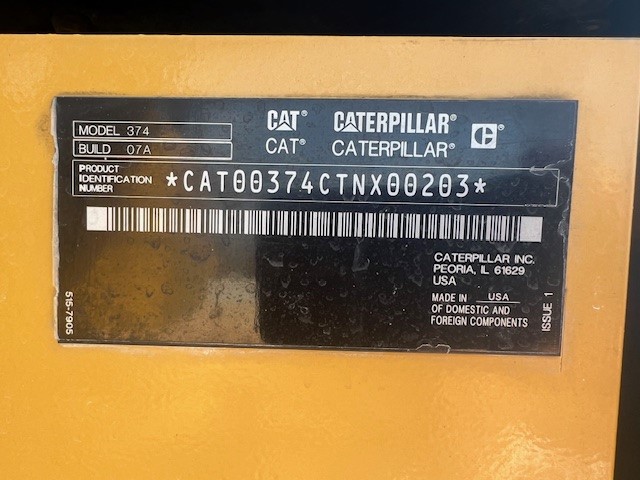 MODEL 374
BUILD 07A
CAT® CATERPILLAR® C®
CAT® CATERPILLAR®
PRODUCT
IDENTIFICATION
NUMBER
*CAT00374CTNX00203*
CATERPILLAR INC.
PEORIA, IL 61629
USA
MADE IN USA
OF DOMESTIC AND
FOREIGN COMPONENTS
515-7905
ISSUE 1